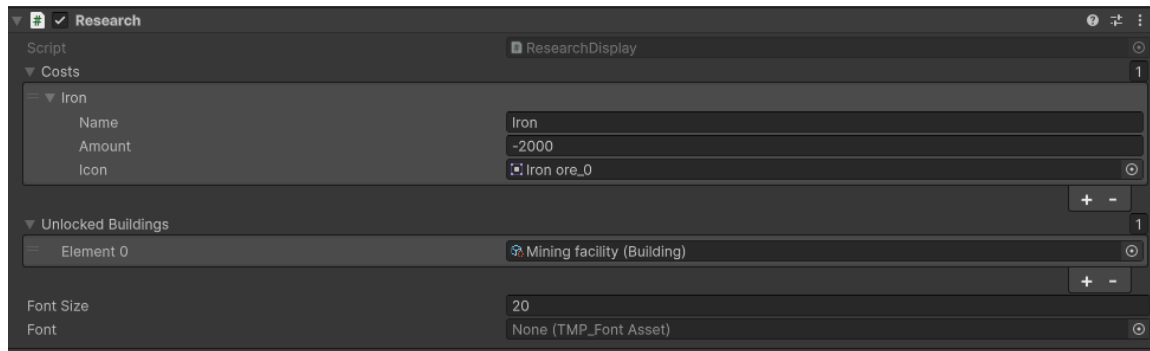 Research
Script ResearchDisplay
Costs 1
Iron
Name Iron
Amount -2000
Icon Iron ore_0
+ -
Unlocked Buildings 1
Element 0 Mining facility (Building)
+ -
Font Size 20
Font None (TMP_Font Asset)